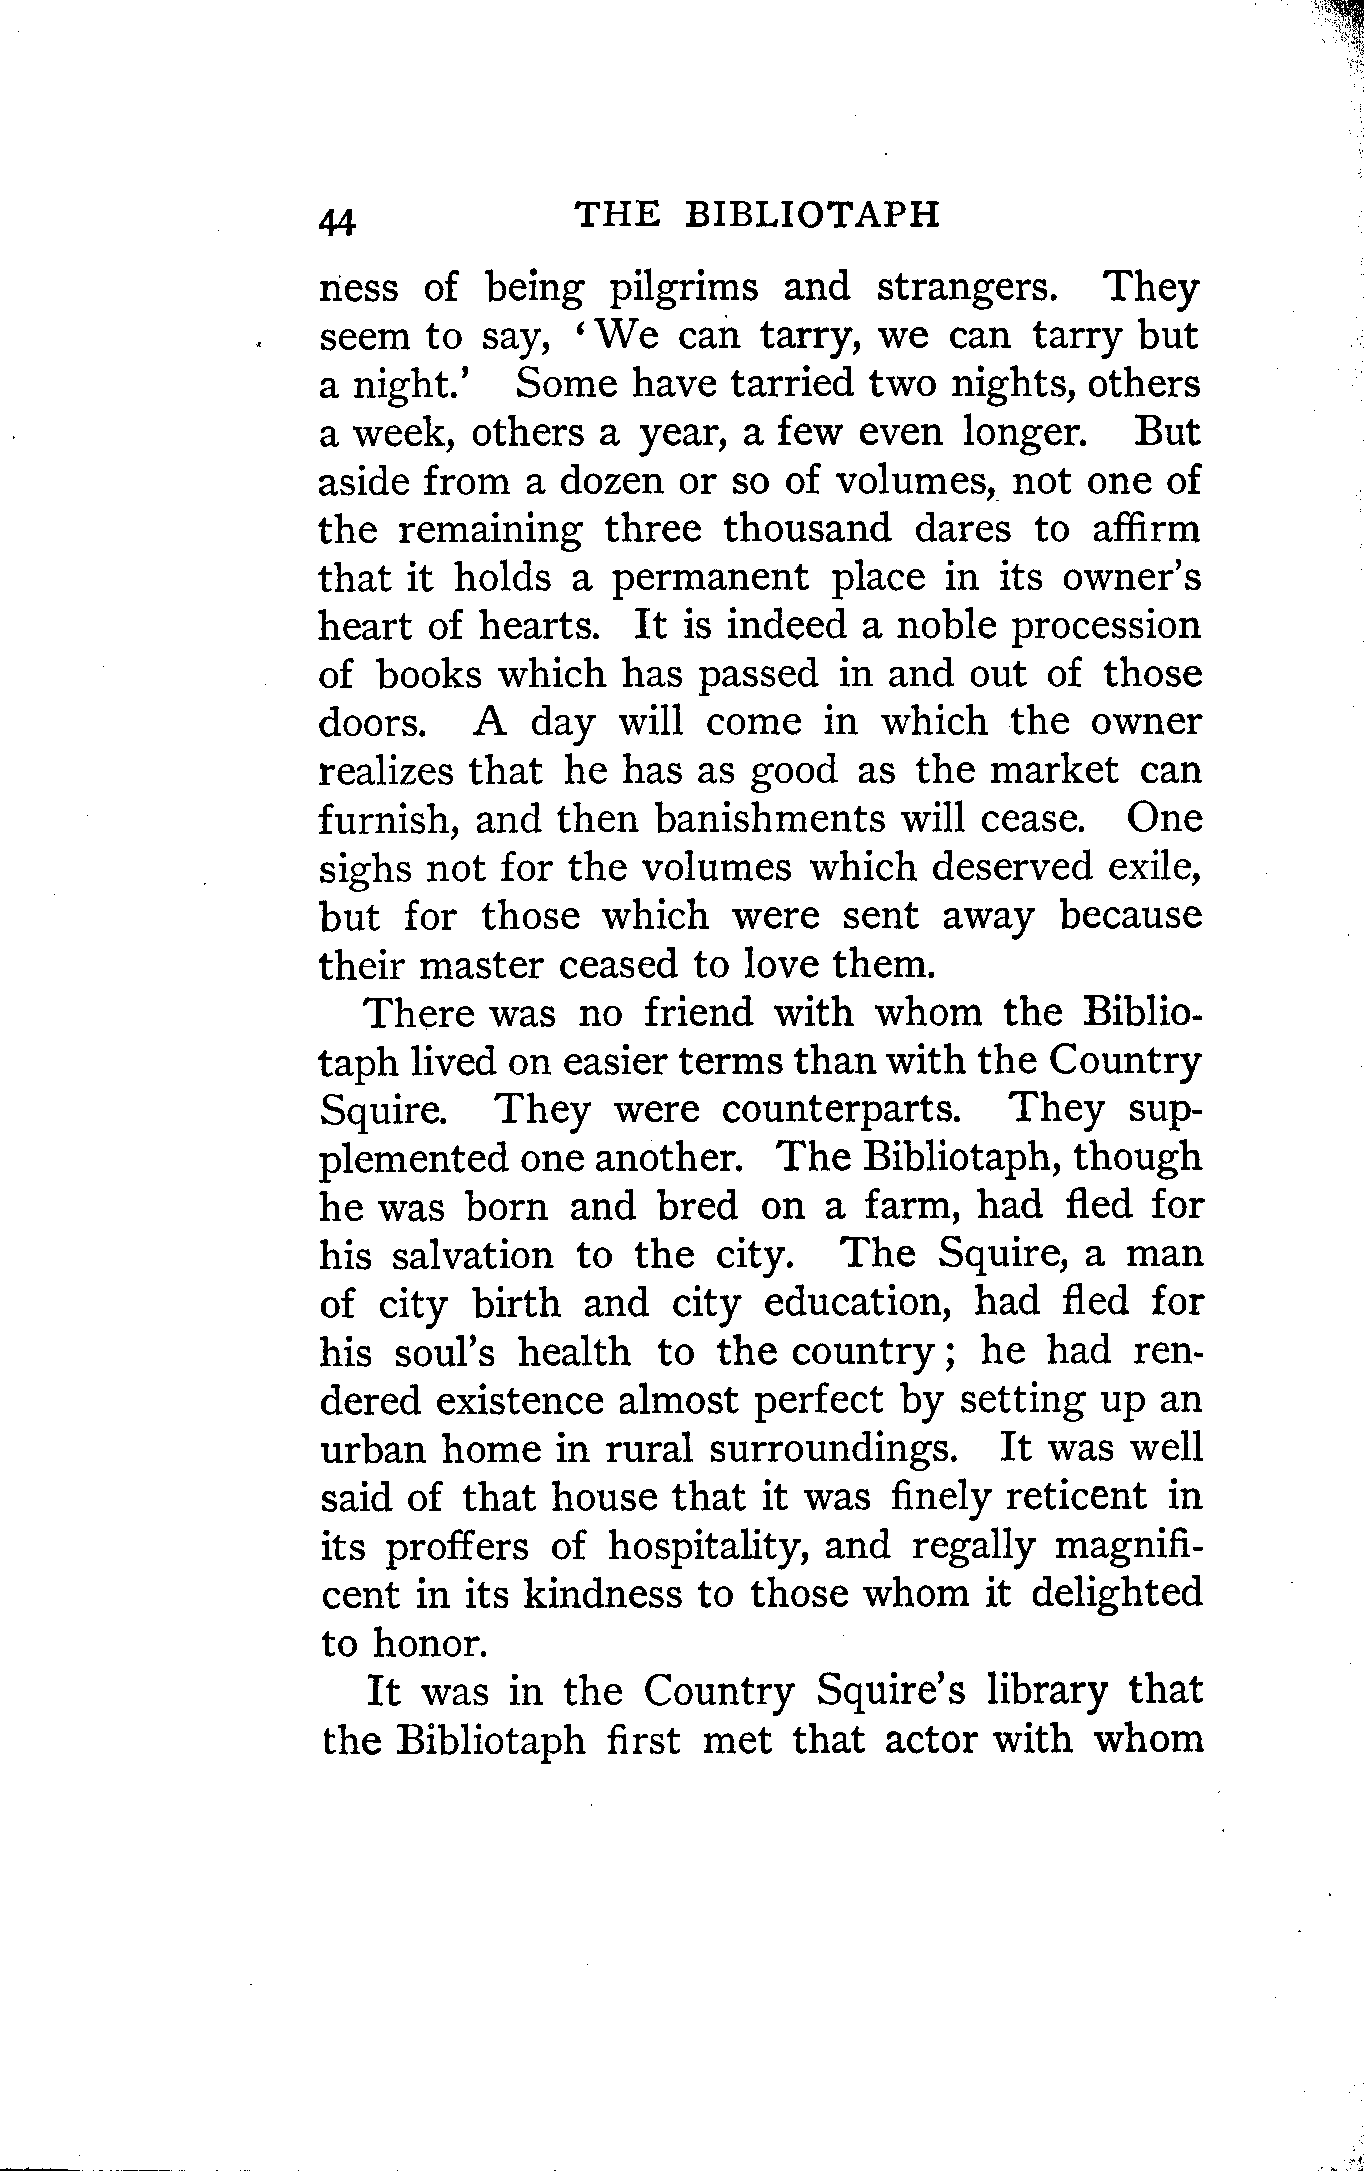 44 THE BIBLIOTAPH
ness of being pilgrims and strangers. They
seem to say, ‘We can tarry, we can tarry but
a night.’ Some have tarried two nights, others
a week, others a year, a few even longer. But
aside from a dozen or so of volumes, not one of
the remaining three thousand dares to affirm
that it holds a permanent place in its owner's
heart of hearts. It is indeed a noble procession
of books which has passed in and out of those
doors. A day will come in which the owner
realizes that he has as good as the market can
furnish, and then banishments will cease. One
sighs not for the volumes which deserved exile,
but for those which were sent away because
their master ceased to love them.
There was no friend with whom the Biblio-
taph lived on easier terms than with the Country
Squire. They were counterparts. They sup-
plemented one another. The Bibliotaph, though
he was born and bred on a farm, had fled for
his salvation to the city. The Squire, a man
of city birth and city education, had fled for
his soul's health to the country; he had ren-
dered existence almost perfect by setting up an
urban home in rural surroundings. It was well
said of that house that it was finely reticent in
its proffers of hospitality, and regally magnifi-
cent in its kindness to those whom it delighted
to honor.
It was in the Country Squire's library that
the Bibliotaph first met that actor with whom